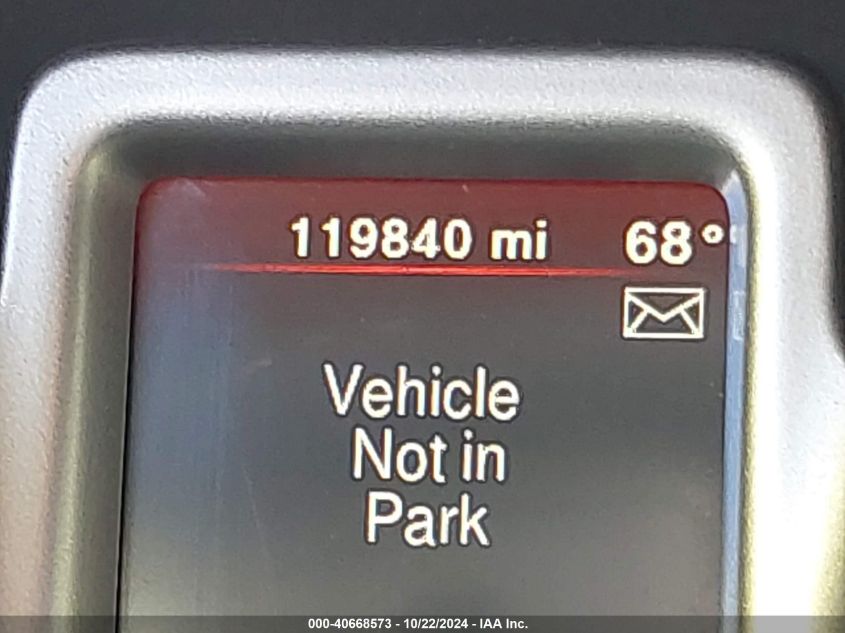 119840 mi 68°
Vehicle
Not in
Park
000-40668573 - 10/22/2024 - IAA Inc.